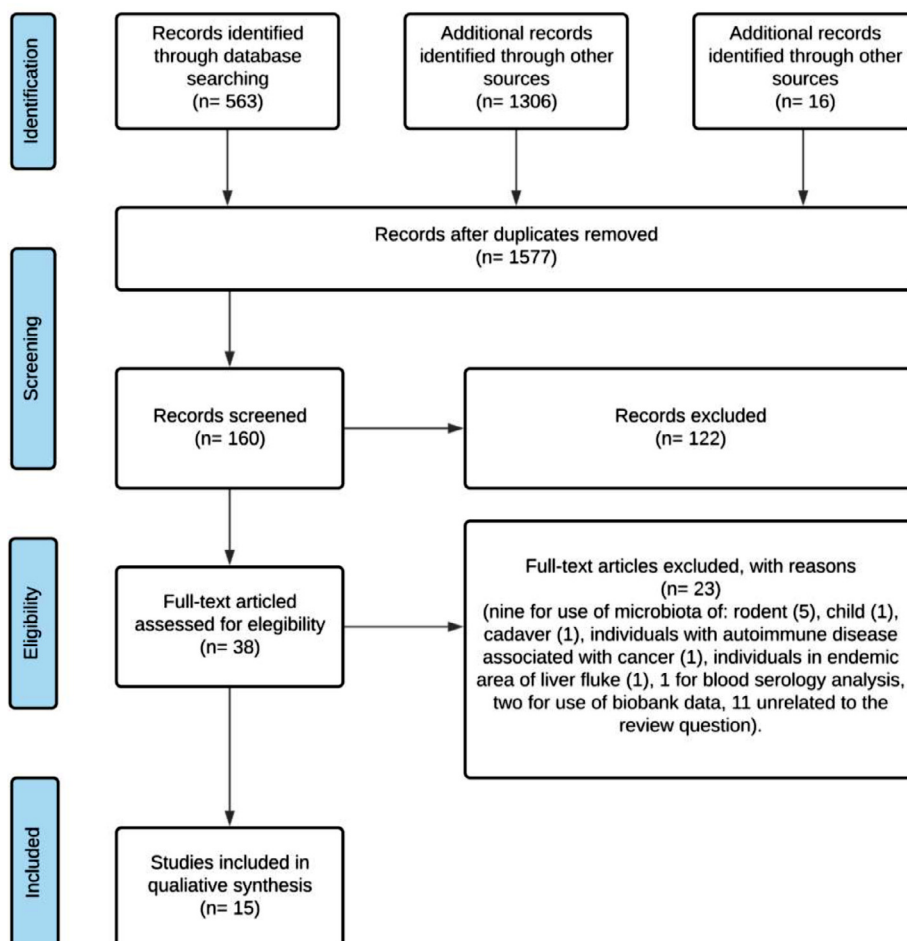 Identification
Records identified
through database
searching
(n= 563)
Additional records
identified through other
sources
(n= 1306)
Additional records
identified through other
sources
(n= 16)
Records after duplicates removed
(n= 1577)
Screening
Records screened
(n= 160)
Records excluded
(n= 122)
Eligibility
Full-text articled
assessed for elegibility
(n= 38)
Full-text articles excluded, with reasons
(n= 23)
(nine for use of microbiota of: rodent (5), child (1),
cadaver (1), individuals with autoimmune disease
associated with cancer (1), individuals in endemic
area of liver fluke (1), 1 for blood serology analysis,
two for use of biobank data, 11 unrelated to the
review question).
Included
Studies included in
qualiative synthesis
(n= 15)